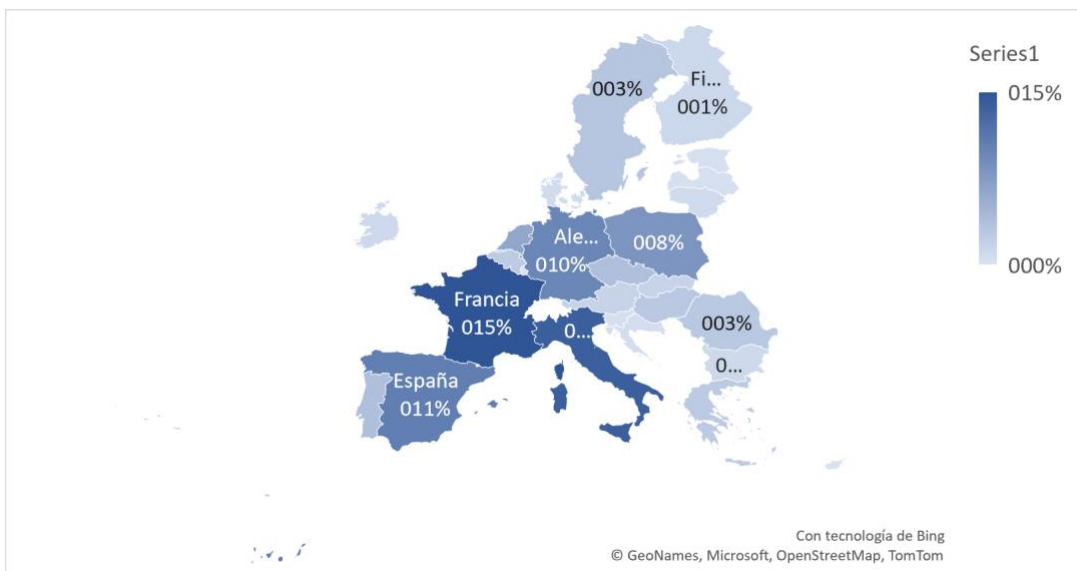 Series1
015%
000%
003%
Fi...
001%
Ale...
010%
008%
Francia
015%
0...
003%
0...
España
011%
Con tecnología de Bing
© GeoNames, Microsoft, OpenStreetMap, TomTom